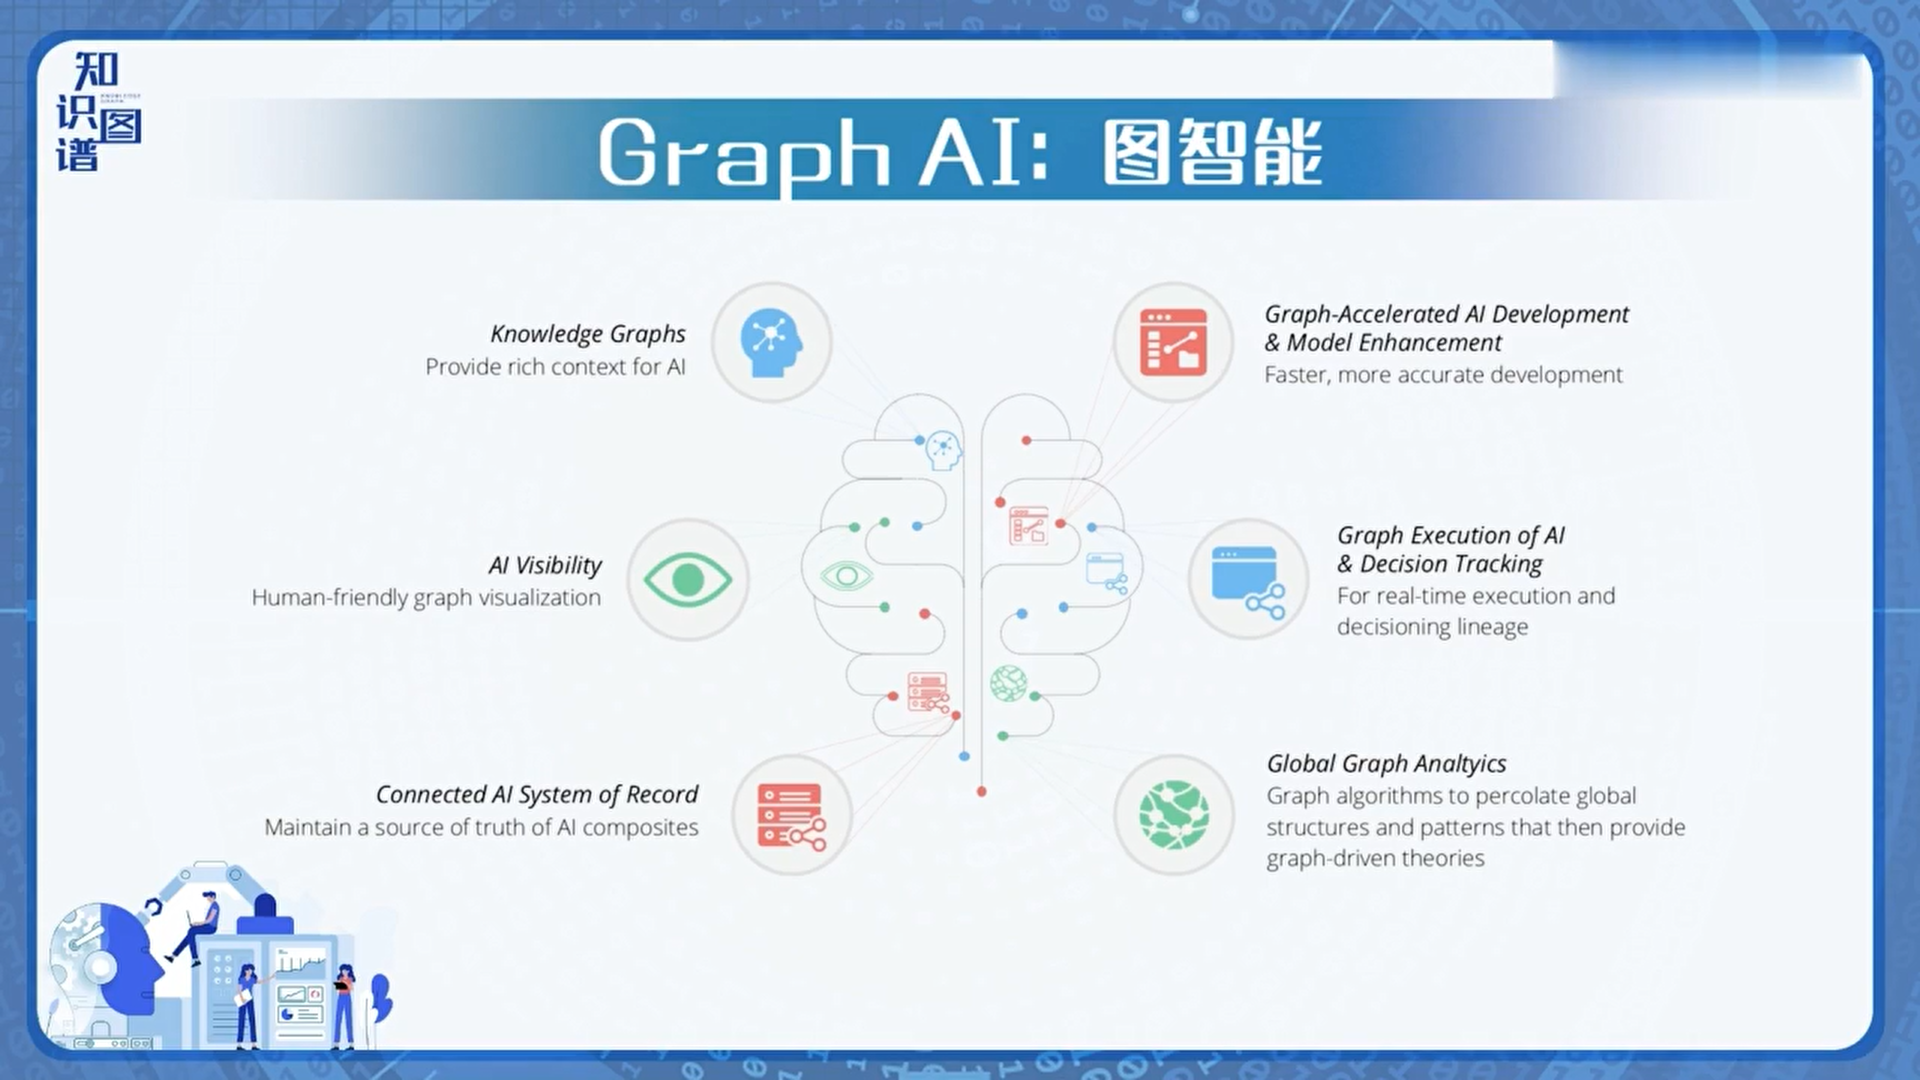 知
识图
谱
KNOWLEDGE
GRAPH
Graph AI: 图智能
Knowledge Graphs
Provide rich context for AI
Graph-Accelerated AI Development
& Model Enhancement
Faster, more accurate development
AI Visibility
Human-friendly graph visualization
Graph Execution of AI
& Decision Tracking
For real-time execution and
decisioning lineage
Connected AI System of Record
Maintain a source of truth of AI composites
Global Graph Analtyics
Graph algorithms to percolate global
structures and patterns that then provide
graph-driven theories